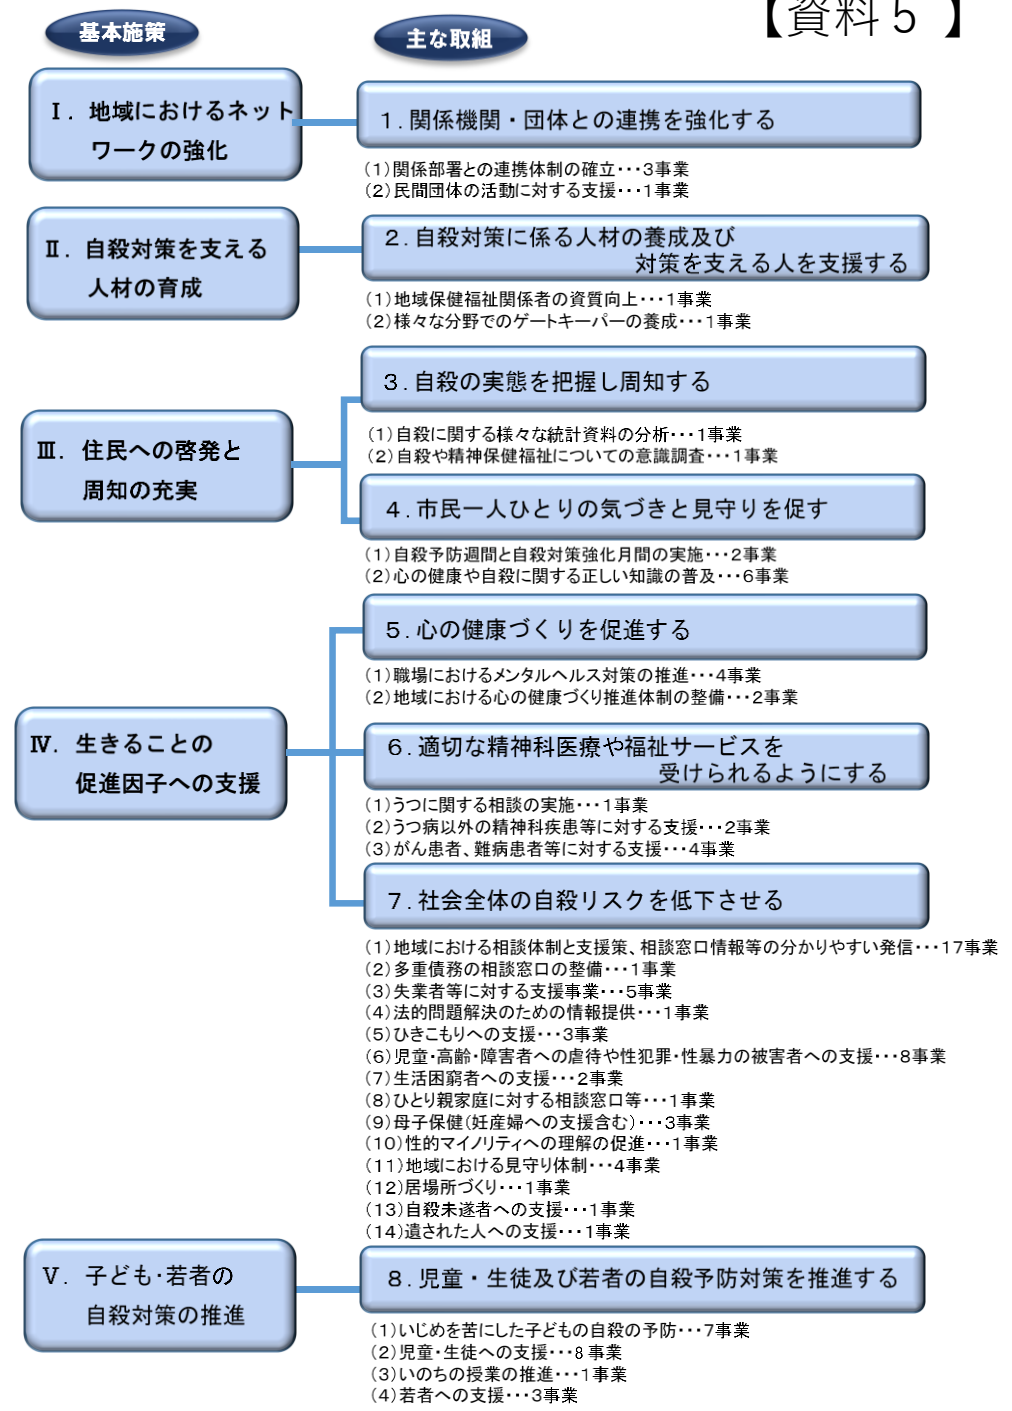 【資料５ 】
基本施策
主な取組
Ⅰ．地域におけるネット
ワークの強化
１．関係機関・団体との連携を強化する
（１）関係部署との連携体制の確立・・・３事業
（２）民間団体の活動に対する支援・・・１事業
Ⅱ．自殺対策を支える
人材の育成
２．自殺対策に係る人材の養成及び
対策を支える人を支援する
（１）地域保健福祉関係者の資質向上・・・１事業
（２）様々な分野でのゲートキーパーの養成・・・１事業
Ⅲ．住民への啓発と
周知の充実
３．自殺の実態を把握し周知する
（１）自殺に関する様々な統計資料の分析・・・１事業
（２）自殺や精神保健福祉についての意識調査・・・１事業
４．市民一人ひとりの気づきと見守りを促す
（１）自殺予防週間と自殺対策強化月間の実施・・・２事業
（２）心の健康や自殺に関する正しい知識の普及・・・６事業
Ⅳ．生きることの
促進因子への支援
５．心の健康づくりを促進する
（１）職場におけるメンタルヘルス対策の推進・・・４事業
（２）地域における心の健康づくり推進体制の整備・・・２事業
６．適切な精神科医療や福祉サービスを
受けられるようにする
（１）うつに関する相談の実施・・・１事業
（２）うつ病以外の精神科疾患等に対する支援・・・２事業
（３）がん患者、難病患者等に対する支援・・・４事業
７．社会全体の自殺リスクを低下させる
（１）地域における相談体制と支援策、相談窓口情報等の分かりやすい発信・・・１７事業
（２）多重債務の相談窓口の整備・・・１事業
（３）失業者等に対する支援事業・・・５事業
（４）法的問題解決のための情報提供・・・１事業
（５）ひきこもりへの支援・・・３事業
（６）児童・高齢・障害者への虐待や性犯罪・性暴力の被害者への支援・・・８事業
（７）生活困窮者への支援・・・２事業
（８）ひとり親家庭に対する相談窓口等・・・１事業
（９）母子保健（妊産婦への支援含む）・・・３事業
（１０）性的マイノリティへの理解の促進・・・１事業
（１１）地域における見守り体制・・・４事業
（１２）居場所づくり・・・１事業
（１３）自殺未遂者への支援・・・１事業
（１４）遺された人への支援・・・１事業
Ⅴ．子ども・若者の
自殺対策の推進
８．児童・生徒及び若者の自殺予防対策を推進する
（１）いじめを苦にした子どもの自殺の予防・・・７事業
（２）児童・生徒への支援・・・８事業
（３）いのちの授業の推進・・・１事業
（４）若者への支援・・・３事業